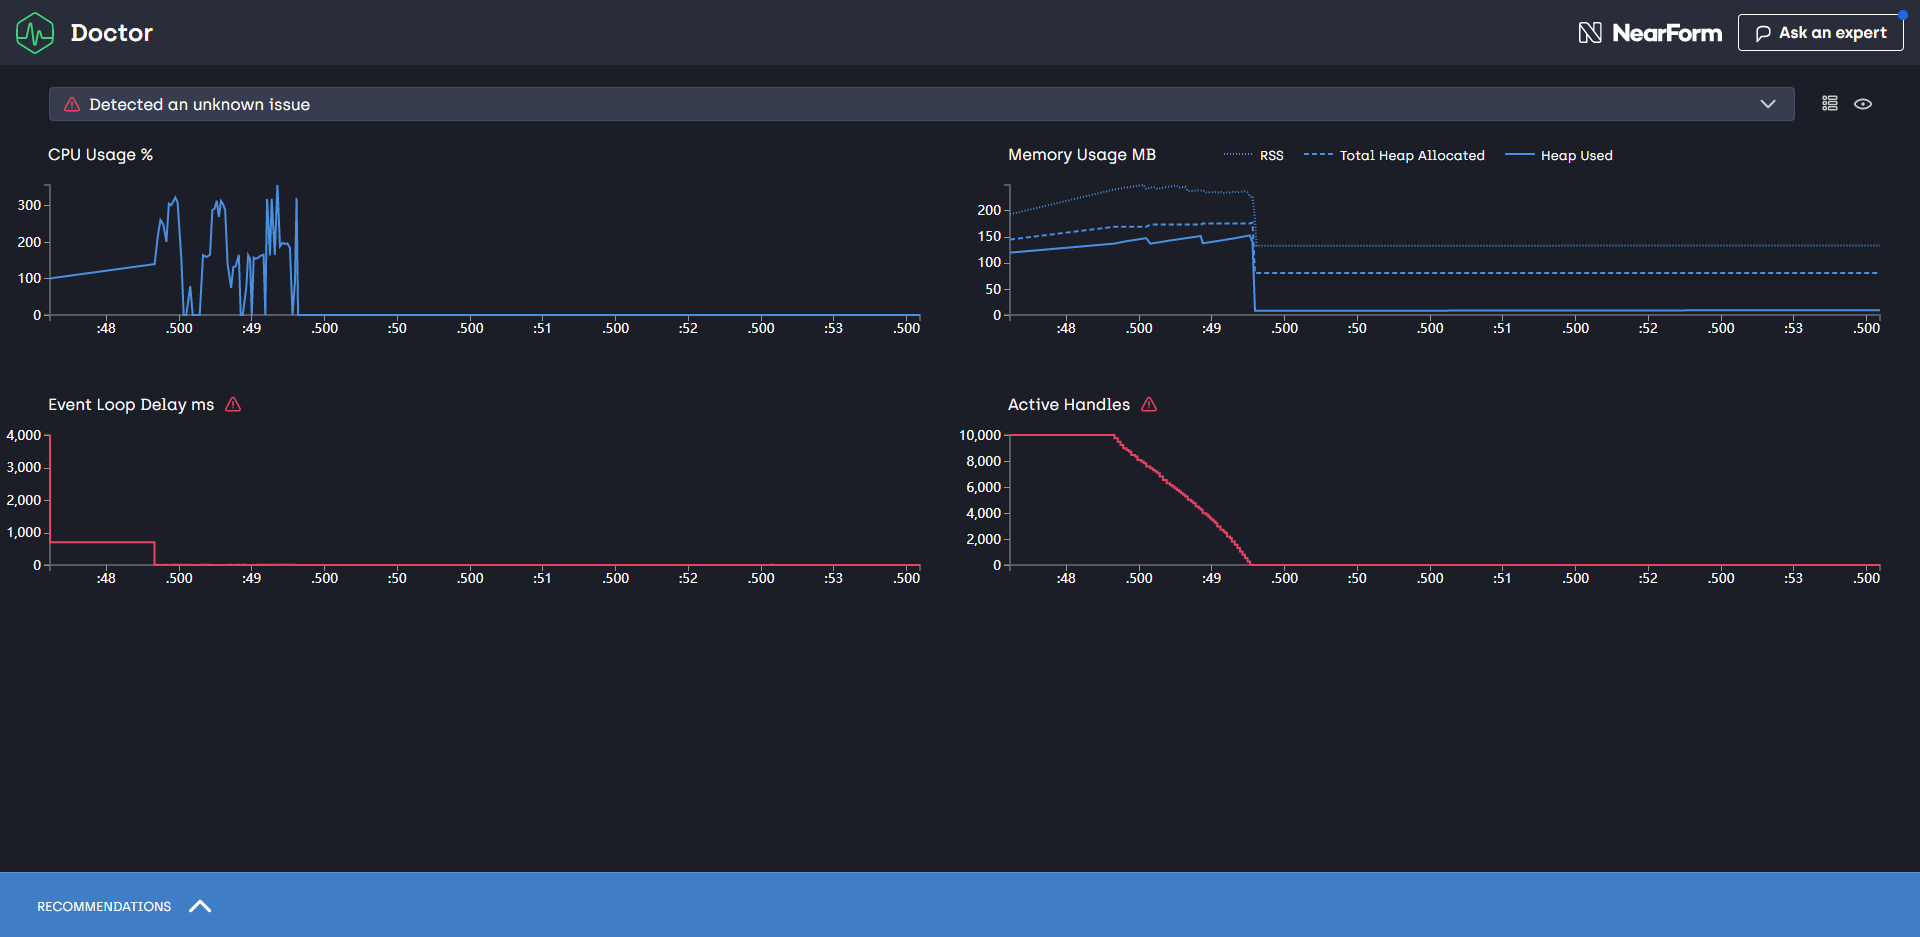 Doctor
NearForm
Ask an expert
Detected an unknown issue
CPU Usage %
300
200
100
0
:48 .500 :49 .500 :50 .500 :51 .500 :52 .500 :53 .500
Memory Usage MB
RSS Total Heap Allocated Heap Used
200
150
100
50
0
:48 .500 :49 .500 :50 .500 :51 .500 :52 .500 :53 .500
Event Loop Delay ms
4,000
3,000
2,000
1,000
0
:48 .500 :49 .500 :50 .500 :51 .500 :52 .500 :53 .500
Active Handles
10,000
8,000
6,000
4,000
2,000
0
:48 .500 :49 .500 :50 .500 :51 .500 :52 .500 :53 .500
RECOMMENDATIONS